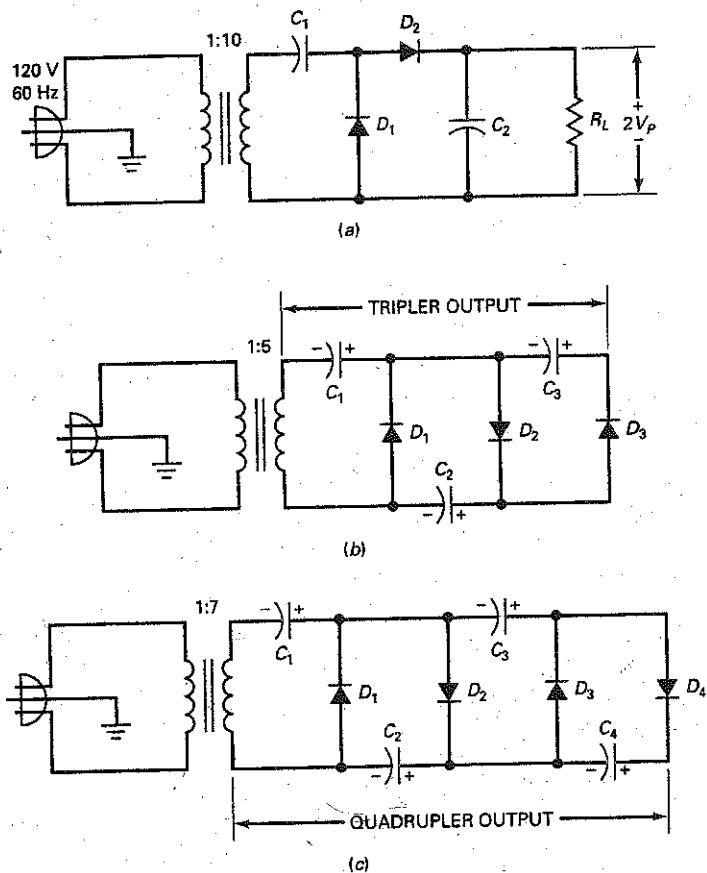 C1
D2
1:10
120 V
60 Hz
D1
C2
RL
+
2VP
−
(a)
TRIPLER OUTPUT
1:5
− +
− +
C1
C3
D1
D2
D3
C2
− +
(b)
1:7
− +
− +
C1
C3
D1
D2
D3
D4
C2
C4
− +
− +
QUADRUPLER OUTPUT
(c)